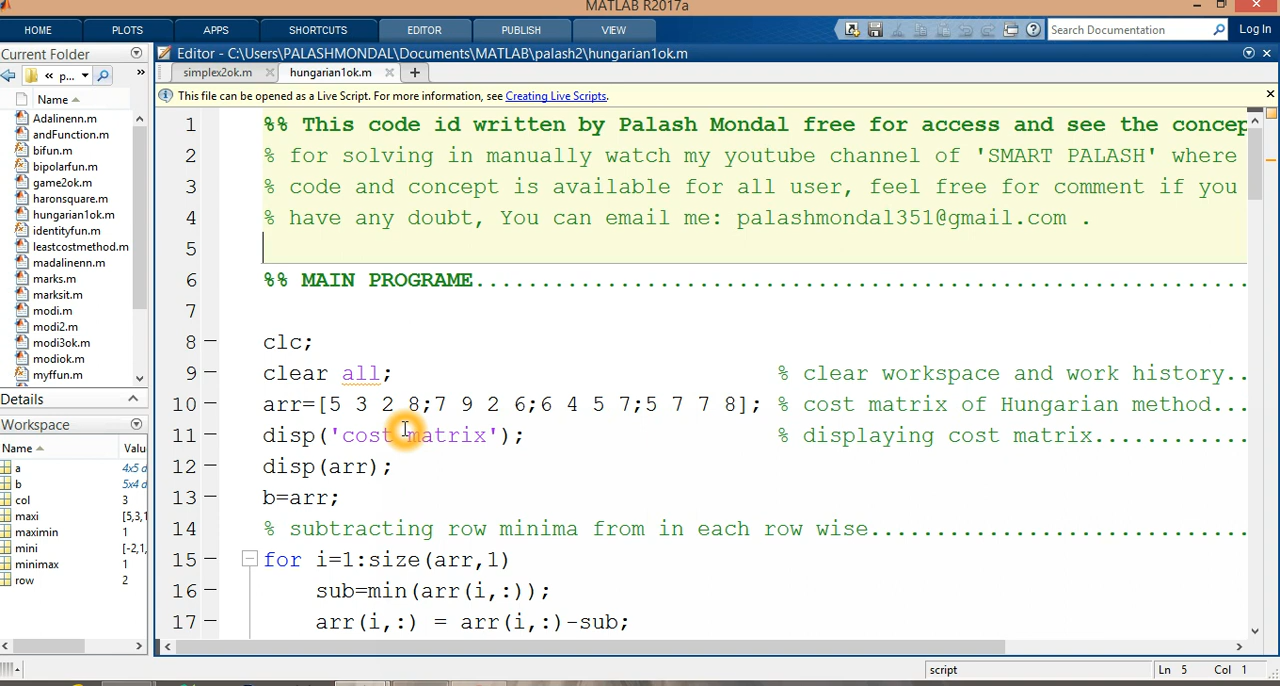 MATLAB R2017a
HOME PLOTS APPS SHORTCUTS EDITOR PUBLISH VIEW Search Documentation Log In
Current Folder
Editor - C:\Users\PALASHMONDAL\Documents\MATLAB\palash2\hungarian1ok.m
« p...
simplex2ok.m hungarian1ok.m +
This file can be opened as a Live Script. For more information, see Creating Live Scripts.
Name
Adalinenn.m
andFunction.m
bifun.m
bipolarfun.m
game2ok.m
haronsquare.m
hungarian1ok.m
identityfun.m
leastcostmethod.m
madalinenn.m
marks.m
marksit.m
modi.m
modi2.m
modi3ok.m
modiok.m
myffun.m
Details
Workspace
Name Valu
a 4x5 d
b 5x4 d
col 3
maxi [5,3,1
maximin 1
mini [-2,1,
minimax 1
row 2
1 %% This code id written by Palash Mondal free for access and see the concep
2 % for solving in manually watch my youtube channel of 'SMART PALASH' where
3 % code and concept is available for all user, feel free for comment if you
4 % have any doubt, You can email me: palashmondal351@gmail.com .
5
6 %% MAIN PROGRAME...........................................................
7
8 clc;
9 clear all; % clear workspace and work history..
10 arr=[5 3 2 8;7 9 2 6;6 4 5 7;5 7 7 8]; % cost matrix of Hungarian method...
11 disp('cost matrix'); % displaying cost matrix............
12 disp(arr);
13 b=arr;
14 % subtracting row minima from in each row wise.............................
15 for i=1:size(arr,1)
16 sub=min(arr(i,:));
17 arr(i,:) = arr(i,:)-sub;
script Ln 5 Col 1